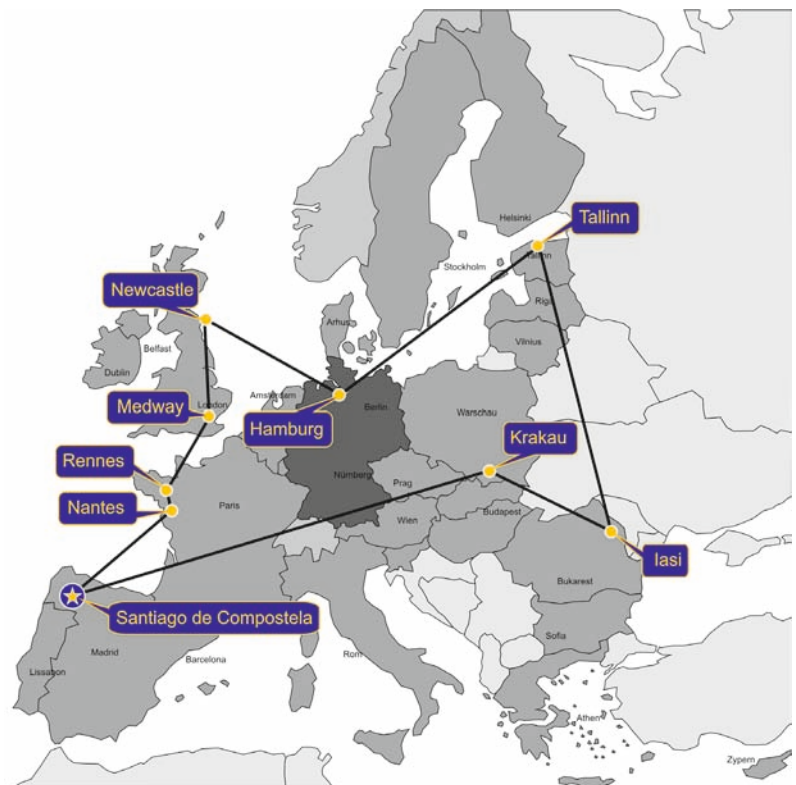 Tallinn
Helsinki
Tallinn
Stockholm
Newcastle
Riga
Arhus
Belfast
Vilnius
Dublin
Amsterdam
London
Medway
Berlin
Warschau
Hamburg
Krakau
Rennes
Nürnberg
Prag
Nantes
Paris
Budapest
Wien
Iasi
Bukarest
Santiago de Compostela
Sofia
Madrid
Barcelona
Rom
Lissabon
Athen
Zypern